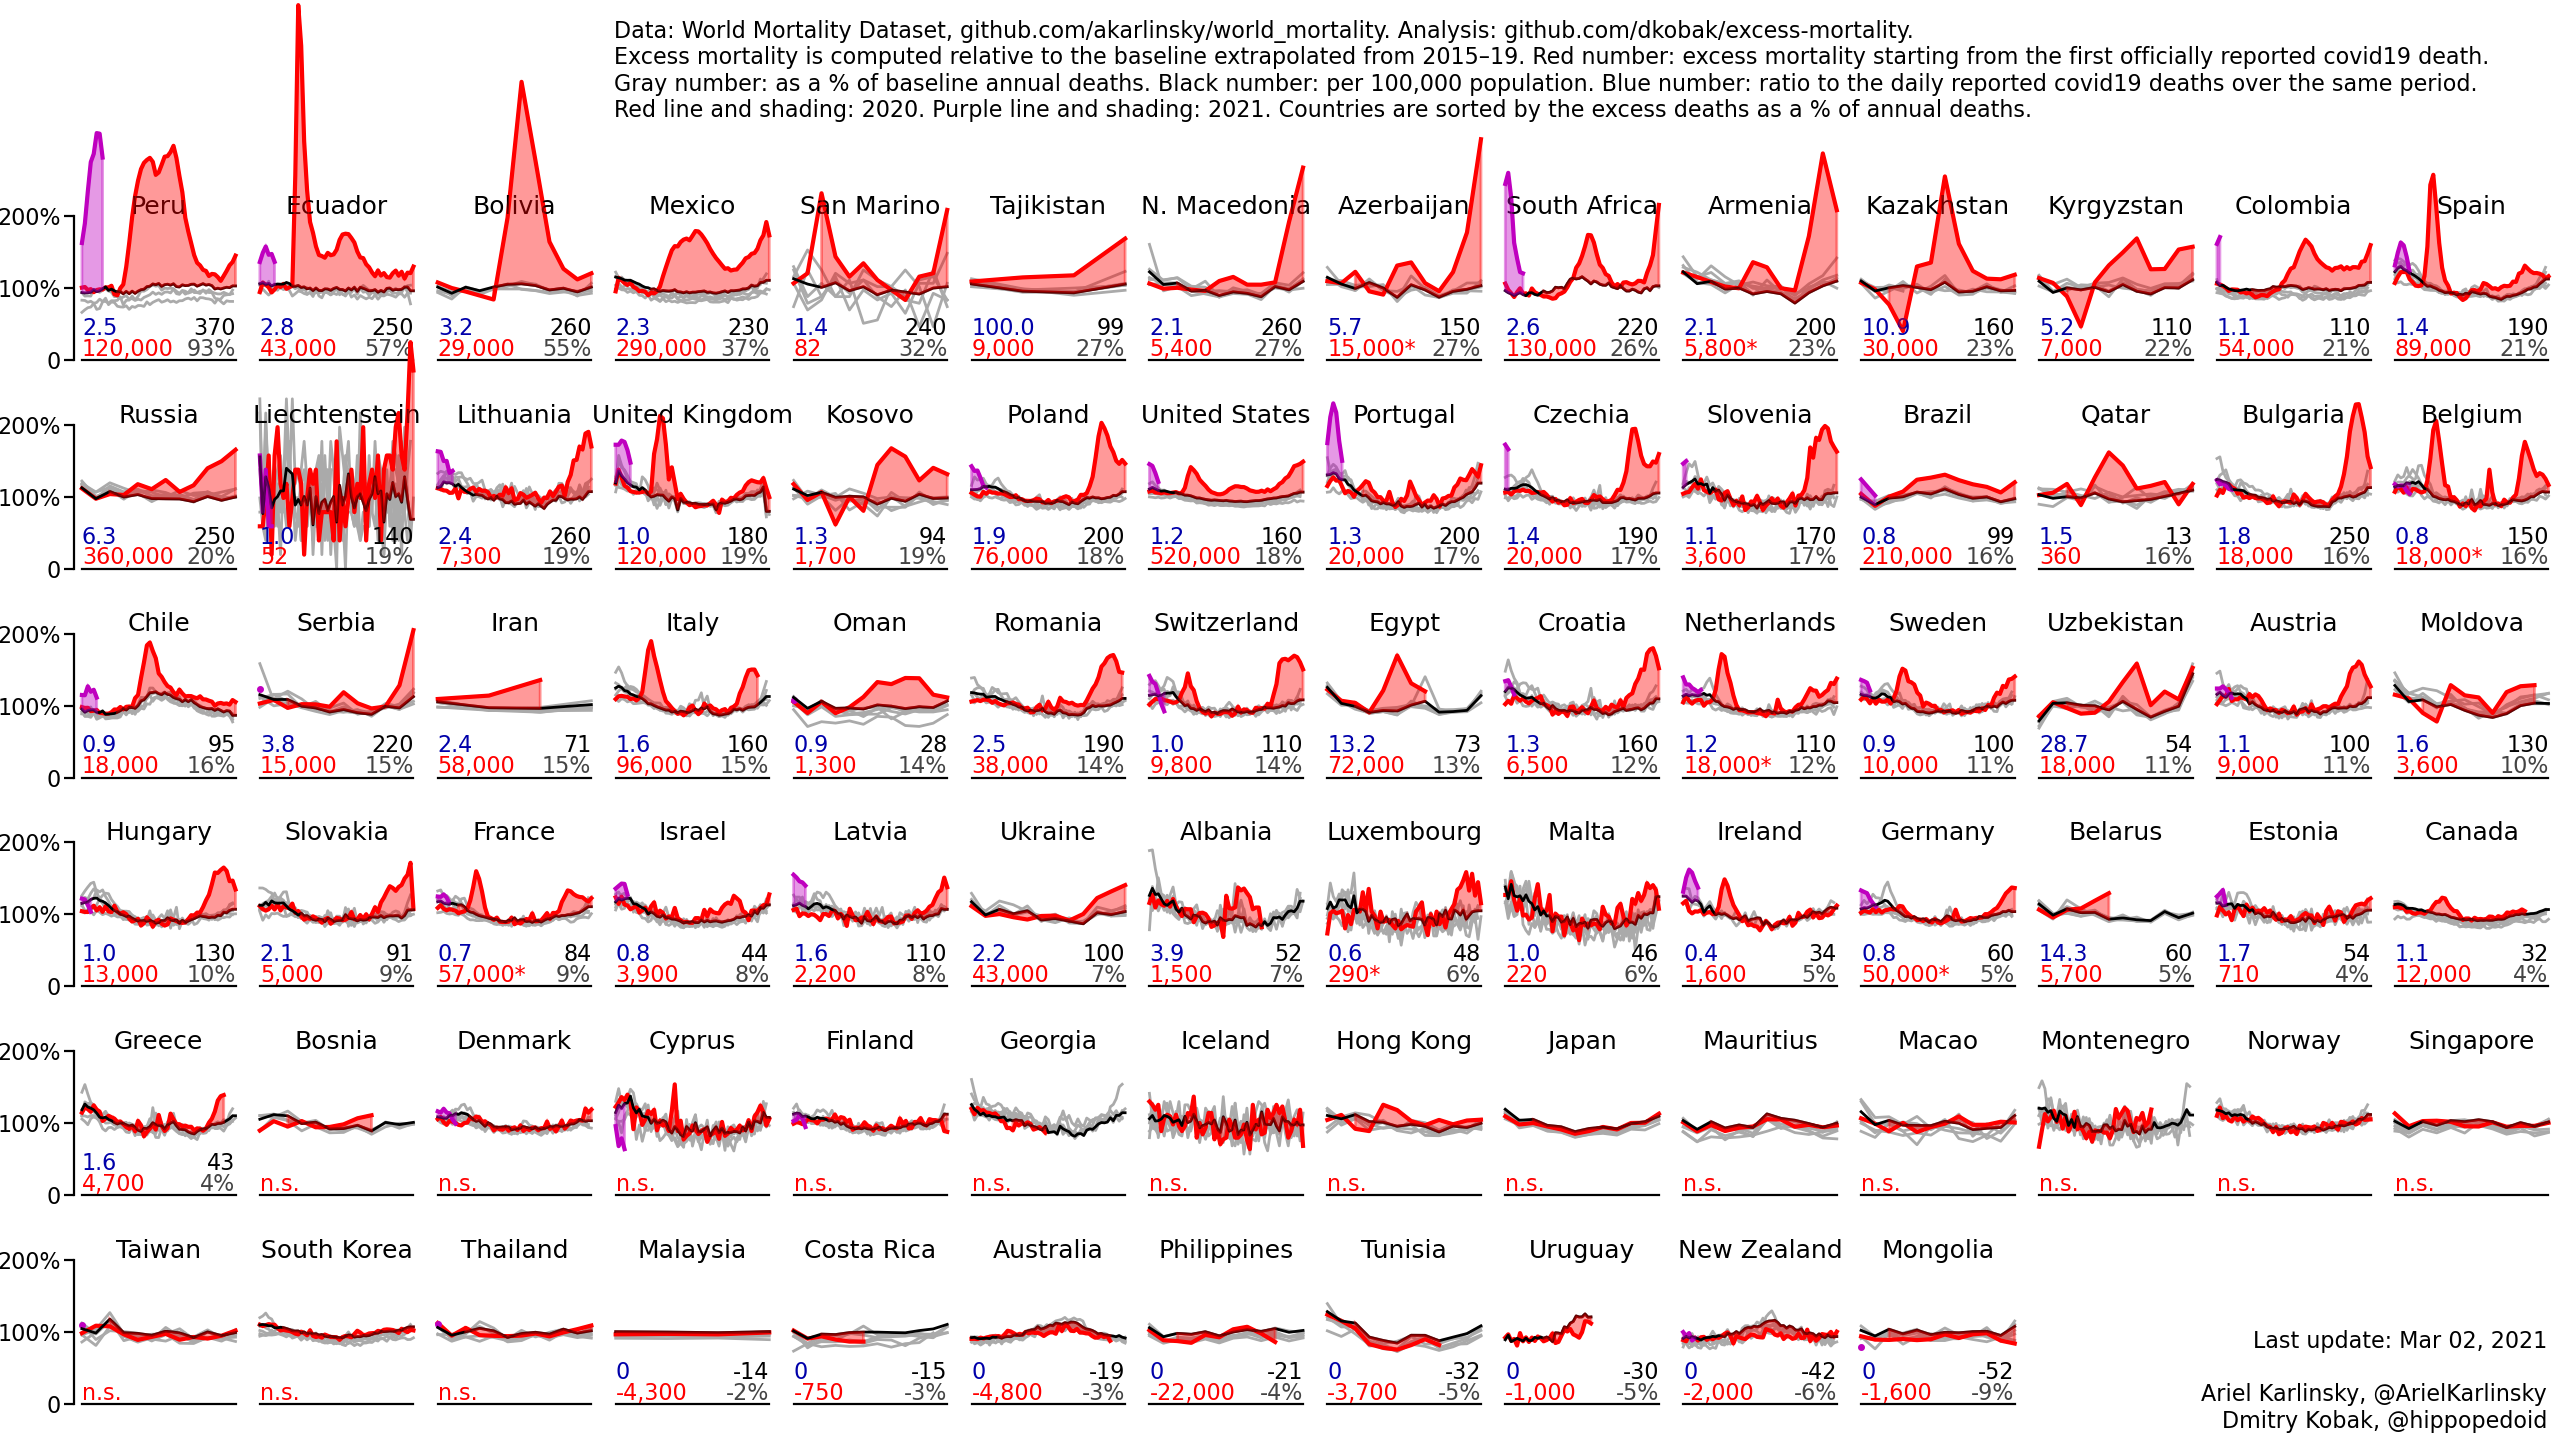 Data: World Mortality Dataset, github.com/akarlinsky/world_mortality. Analysis: github.com/dkobak/excess-mortality.
Excess mortality is computed relative to the baseline extrapolated from 2015–19. Red number: excess mortality starting from the first officially reported covid19 death.
Gray number: as a % of baseline annual deaths. Black number: per 100,000 population. Blue number: ratio to the daily reported covid19 deaths over the same period.
Red line and shading: 2020. Purple line and shading: 2021. Countries are sorted by the excess deaths as a % of annual deaths.
Peru Ecuador Bolivia Mexico San Marino Tajikistan N. Macedonia Azerbaijan South Africa Armenia Kazakhstan Kyrgyzstan Colombia Spain
200%
100%
2.5 370 2.8 250 3.2 260 2.3 230 1.4 240 100.0 99 2.1 260 5.7 150 2.6 220 2.1 200 10.9 160 5.2 110 1.1 110 1.4 190
0 120,000 93% 43,000 57% 29,000 55% 290,000 37% 82 32% 9,000 27% 5,400 27% 15,000* 27% 130,000 26% 5,800* 23% 30,000 23% 7,000 22% 54,000 21% 89,000 21%
Russia Liechtenstein Lithuania United Kingdom Kosovo Poland United States Portugal Czechia Slovenia Brazil Qatar Bulgaria Belgium
200%
100%
6.3 250 1.0 140 2.4 260 1.0 180 1.3 94 1.9 200 1.2 160 1.3 200 1.4 190 1.1 170 0.8 99 1.5 13 1.8 250 0.8 150
0 360,000 20% 52 19% 7,300 19% 120,000 19% 1,700 19% 76,000 18% 520,000 18% 20,000 17% 20,000 17% 3,600 17% 210,000 16% 360 16% 18,000 16% 18,000* 16%
Chile Serbia Iran Italy Oman Romania Switzerland Egypt Croatia Netherlands Sweden Uzbekistan Austria Moldova
200%
100%
0.9 95 3.8 220 2.4 71 1.6 160 0.9 28 2.5 190 1.0 110 13.2 73 1.3 160 1.2 110 0.9 100 28.7 54 1.1 100 1.6 130
0 18,000 16% 15,000 15% 58,000 15% 96,000 15% 1,300 14% 38,000 14% 9,800 14% 72,000 13% 6,500 12% 18,000* 12% 10,000 11% 18,000 11% 9,000 11% 3,600 10%
Hungary Slovakia France Israel Latvia Ukraine Albania Luxembourg Malta Ireland Germany Belarus Estonia Canada
200%
100%
1.0 130 2.1 91 0.7 84 0.8 44 1.6 110 2.2 100 3.9 52 0.6 48 1.0 46 0.4 34 0.8 60 14.3 60 1.7 54 1.1 32
0 13,000 10% 5,000 9% 57,000* 9% 3,900 8% 2,200 8% 43,000 7% 1,500 7% 290* 6% 220 6% 1,600 5% 50,000* 5% 5,700 5% 710 4% 12,000 4%
Greece Bosnia Denmark Cyprus Finland Georgia Iceland Hong Kong Japan Mauritius Macao Montenegro Norway Singapore
200%
100%
1.6 43
0 4,700 4% n.s. n.s. n.s. n.s. n.s. n.s. n.s. n.s. n.s. n.s. n.s. n.s. n.s.
Taiwan South Korea Thailand Malaysia Costa Rica Australia Philippines Tunisia Uruguay New Zealand Mongolia
200%
100%
0 -14 0 -15 0 -19 0 -21 0 -32 0 -30 0 -42 0 -52
0 n.s. n.s. n.s. -4,300 -2% -750 -3% -4,800 -3% -22,000 -4% -3,700 -5% -1,000 -5% -2,000 -6% -1,600 -9%
Last update: Mar 02, 2021
Ariel Karlinsky, @ArielKarlinsky
Dmitry Kobak, @hippopedoid